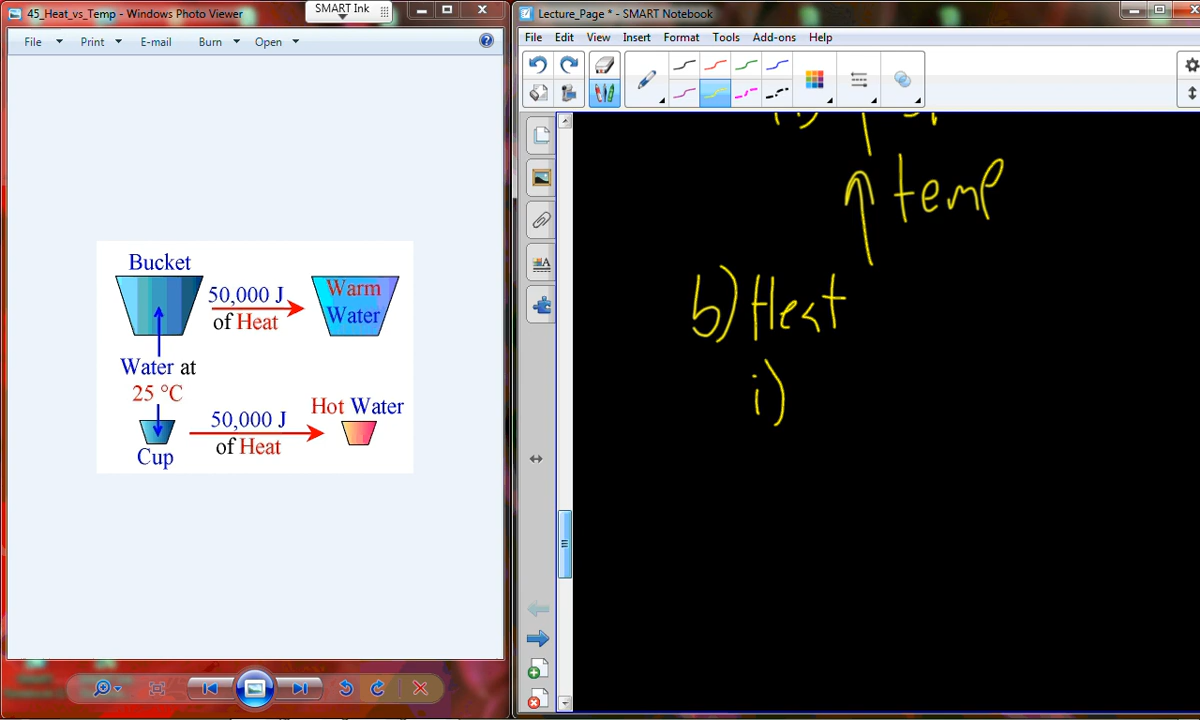 45_Heat_vs_Temp - Windows Photo Viewer
SMART Ink
File Print E-mail Burn Open
Bucket
50,000 J
of Heat
Warm
Water
Water at
25 °C
Hot Water
50,000 J
of Heat
Cup
Lecture_Page * - SMART Notebook
File Edit View Insert Format Tools Add-ons Help
↑ temp
b) Heat
i)